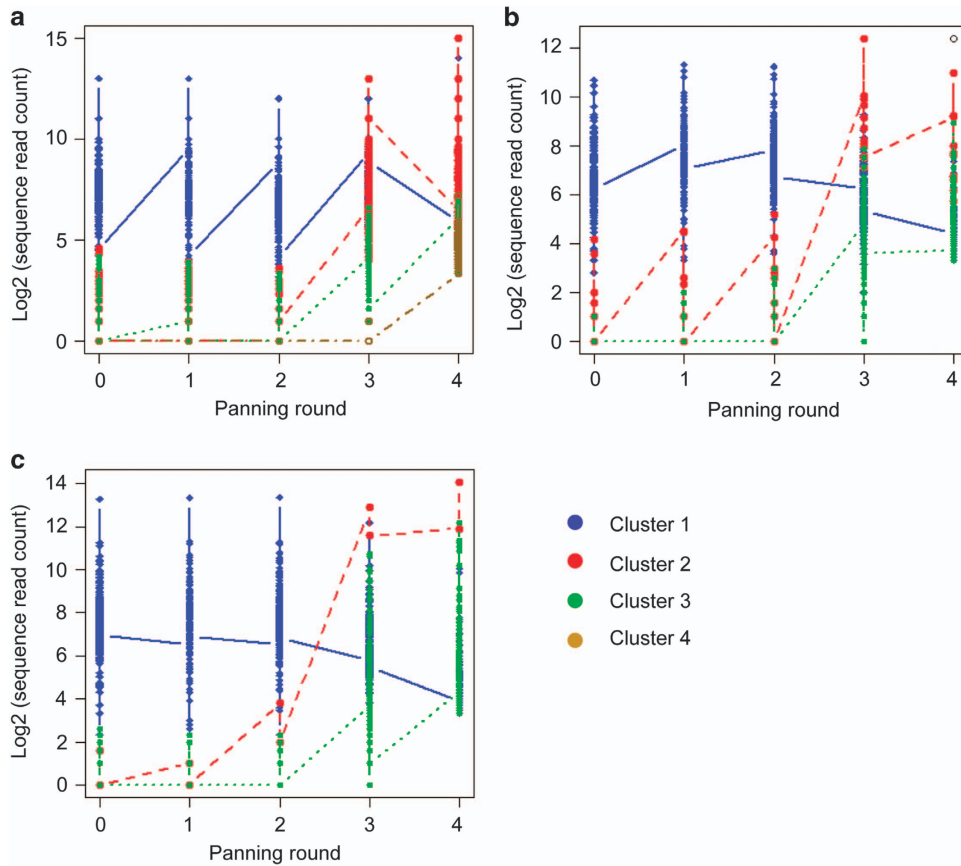 a
Log2 (sequence read count)
15
10
5
0
0 1 2 3 4
Panning round
b
Log2 (sequence read count)
12
10
8
6
4
2
0
0 1 2 3 4
Panning round
c
Log2 (sequence read count)
14
12
10
8
6
4
2
0
0 1 2 3 4
Panning round
Cluster 1
Cluster 2
Cluster 3
Cluster 4